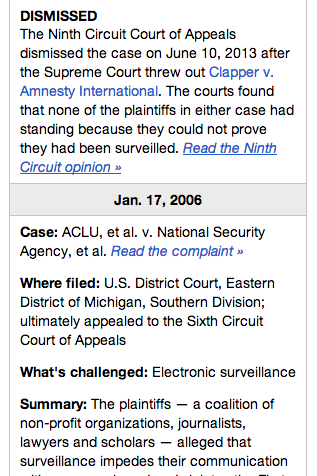 DISMISSED
The Ninth Circuit Court of Appeals
dismissed the case on June 10, 2013 after
the Supreme Court threw out Clapper v.
Amnesty International. The courts found
that none of the plaintiffs in either case had
standing because they could not prove
they had been surveilled. Read the Ninth
Circuit opinion »
Jan. 17, 2006
Case: ACLU, et al. v. National Security
Agency, et al. Read the complaint »
Where filed: U.S. District Court, Eastern
District of Michigan, Southern Division;
ultimately appealed to the Sixth Circuit
Court of Appeals
What's challenged: Electronic surveillance
Summary: The plaintiffs — a coalition of
non-profit organizations, journalists,
lawyers and scholars — alleged that
surveillance impedes their communication